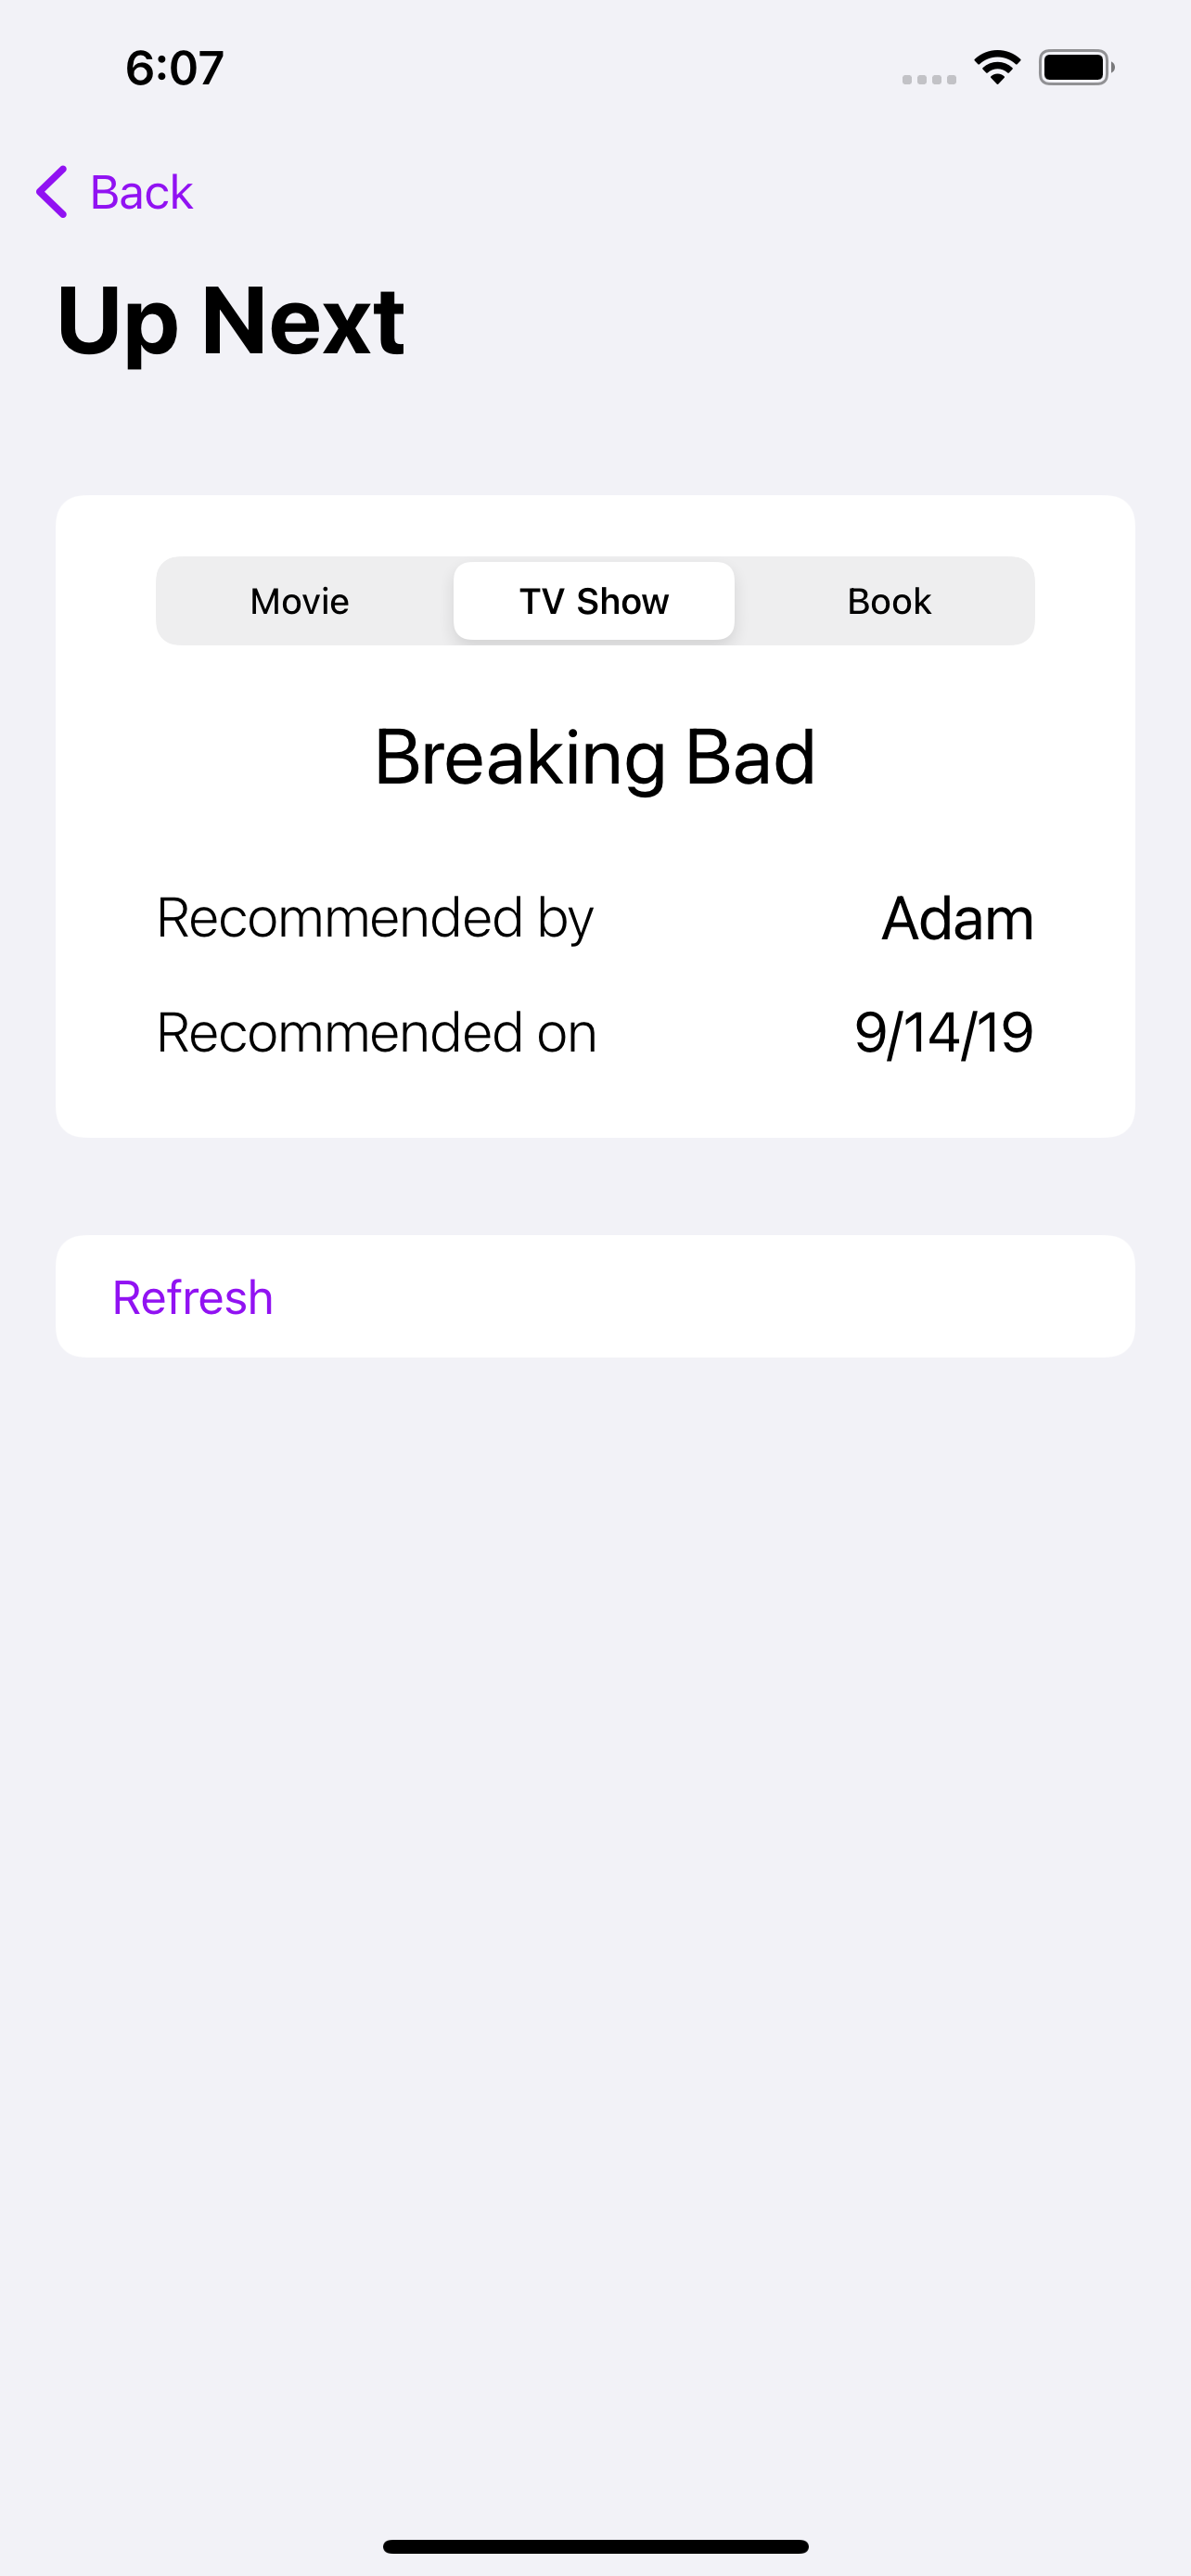 6:07
Back
Up Next
Movie TV Show Book
Breaking Bad
Recommended by Adam
Recommended on 9/14/19
Refresh